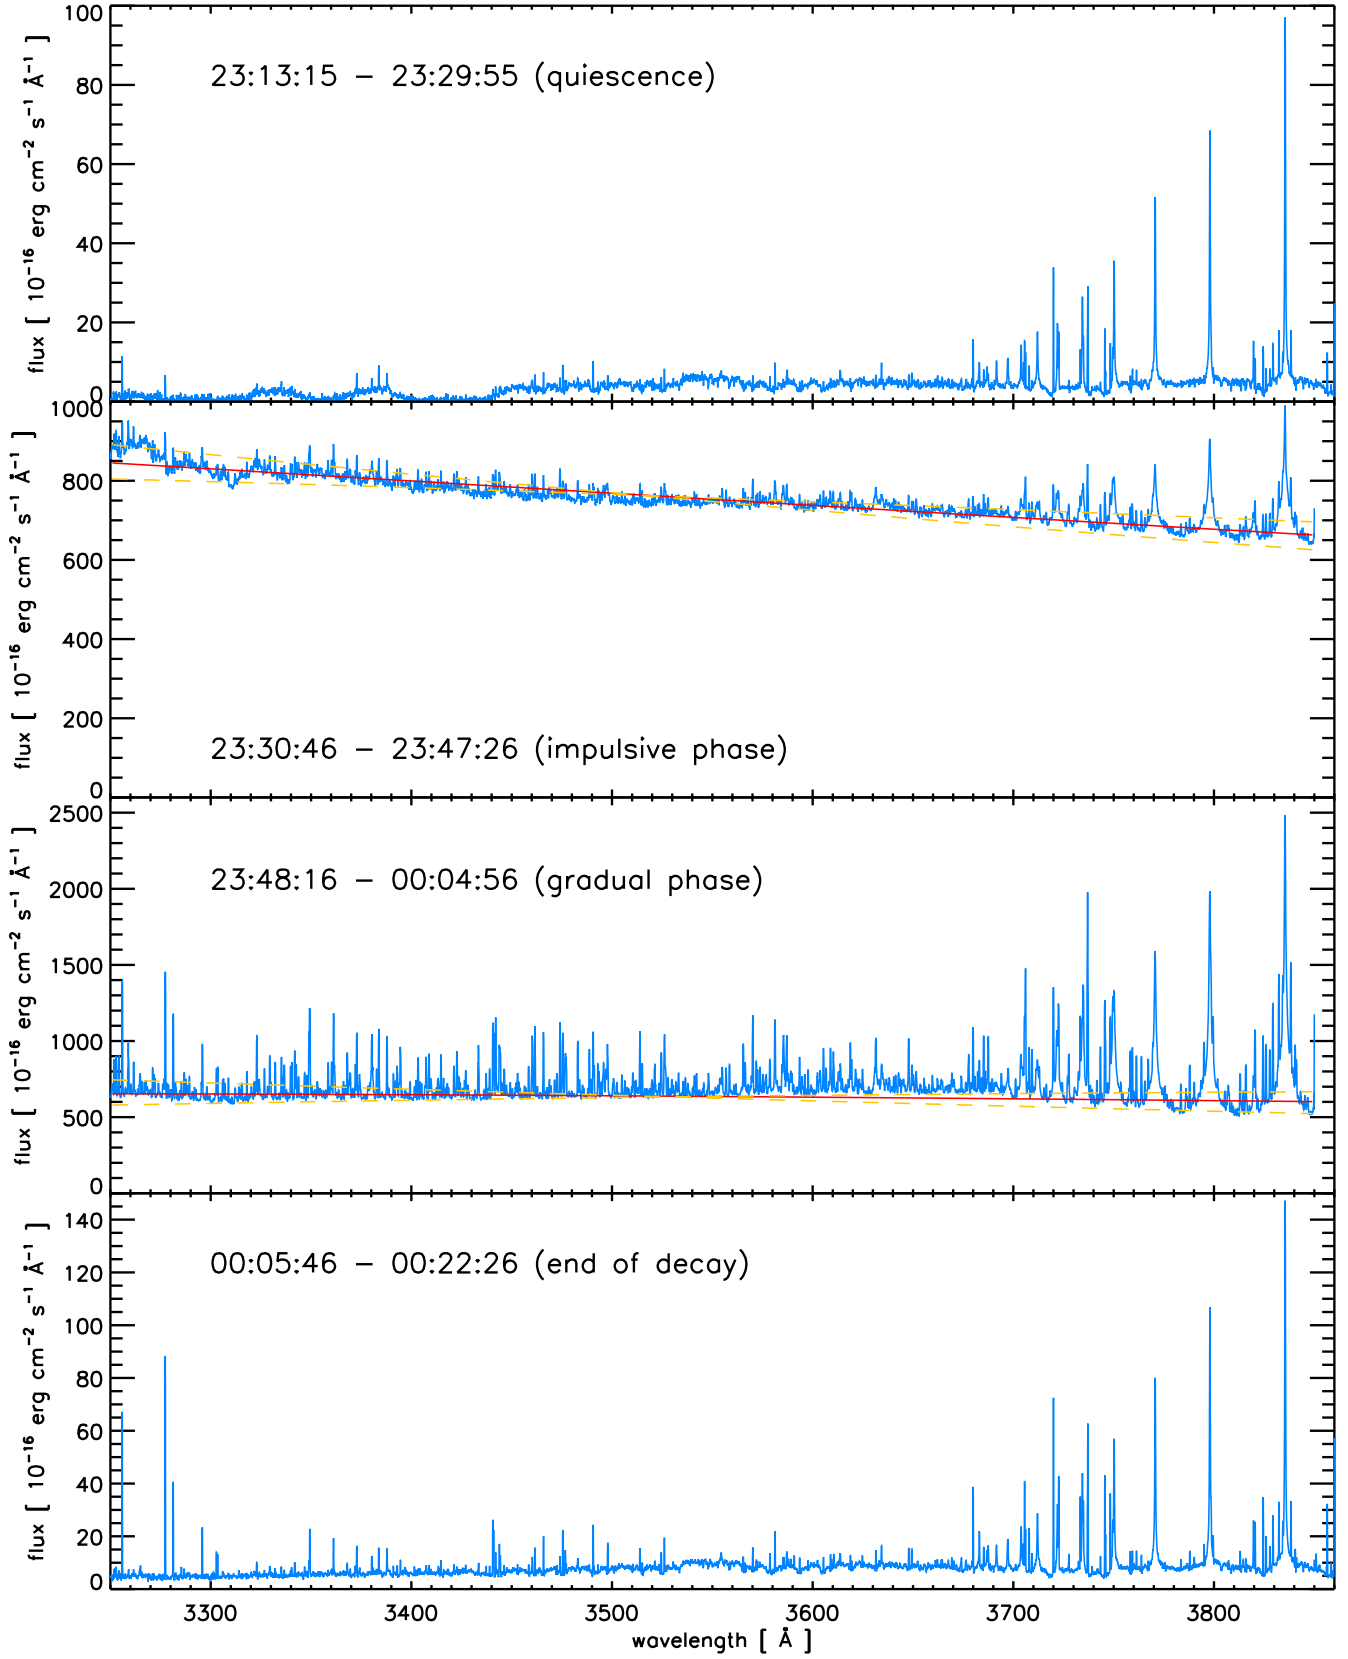 100
80
60
40
20
0
flux [ 10⁻¹⁶ erg cm⁻² s⁻¹ Å⁻¹ ]
23:13:15 – 23:29:55 (quiescence)
1000
800
600
400
200
0
flux [ 10⁻¹⁶ erg cm⁻² s⁻¹ Å⁻¹ ]
23:30:46 – 23:47:26 (impulsive phase)
2500
2000
1500
1000
500
0
flux [ 10⁻¹⁶ erg cm⁻² s⁻¹ Å⁻¹ ]
23:48:16 – 00:04:56 (gradual phase)
140
120
100
80
60
40
20
0
flux [ 10⁻¹⁶ erg cm⁻² s⁻¹ Å⁻¹ ]
00:05:46 – 00:22:26 (end of decay)
3300 3400 3500 3600 3700 3800
wavelength [ Å ]